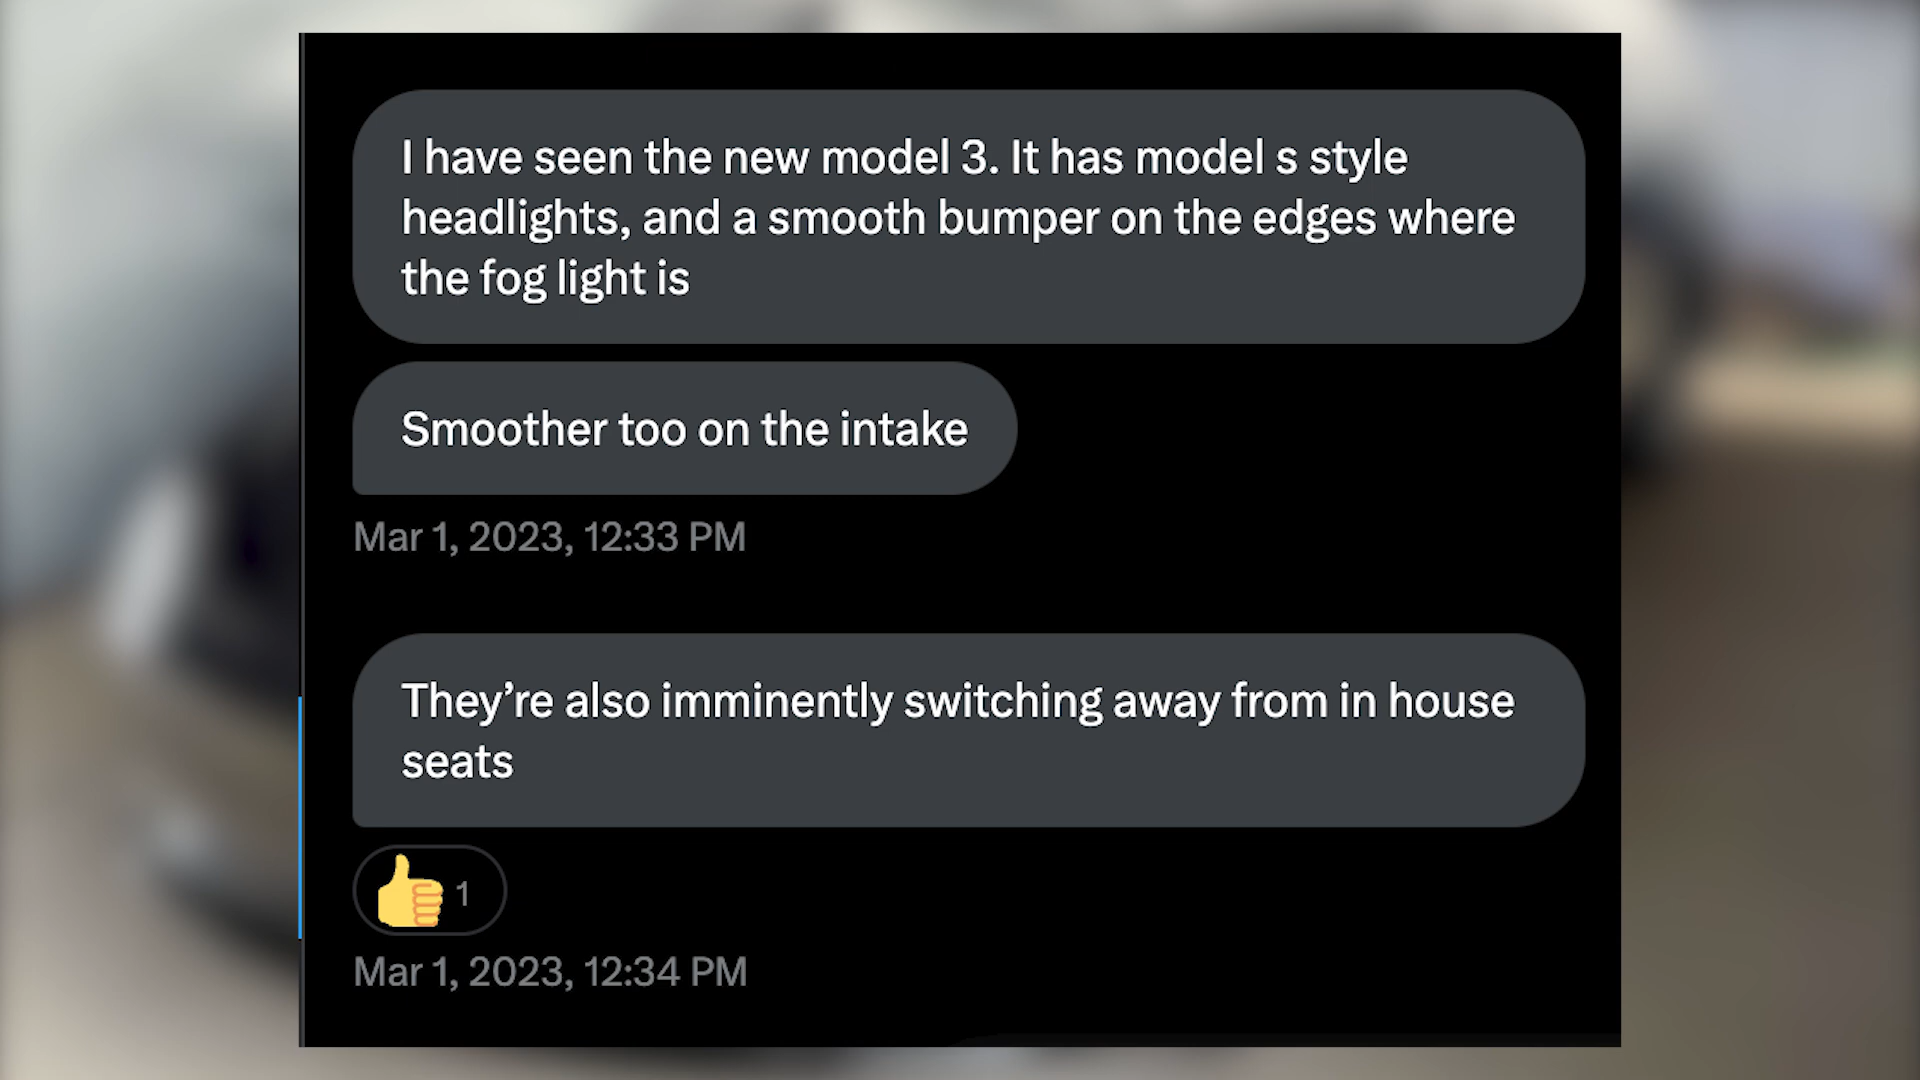 I have seen the new model 3. It has model s style
headlights, and a smooth bumper on the edges where
the fog light is
Smoother too on the intake
Mar 1, 2023, 12:33 PM
They’re also imminently switching away from in house
seats
👍 1
Mar 1, 2023, 12:34 PM